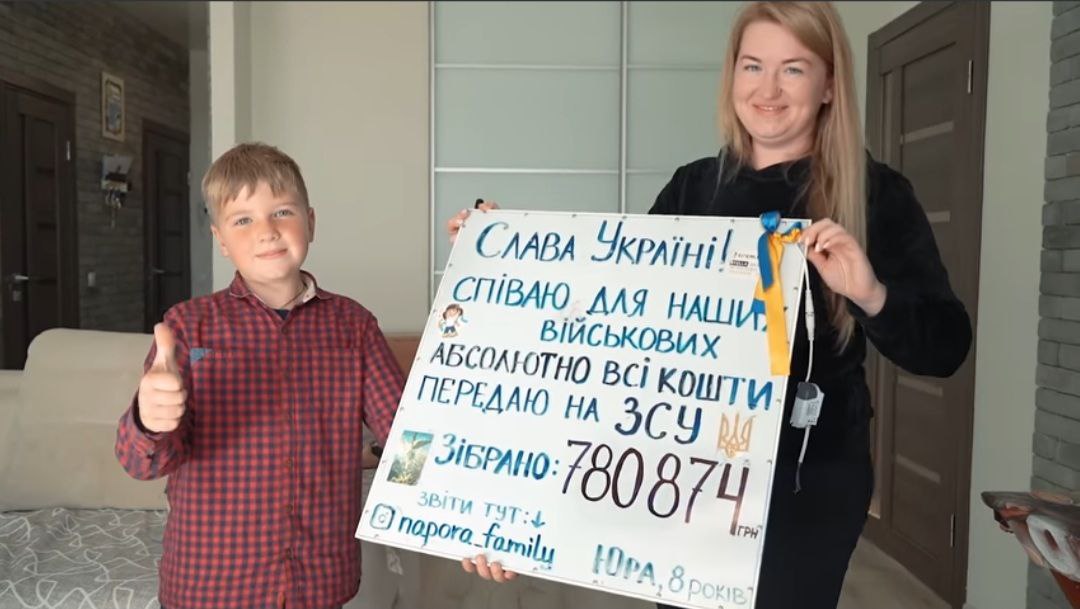 Слава Україні!
СПІВАЮ ДЛЯ НАШИХ
ВІЙСЬКОВИХ
АБСОЛЮТНО ВСІ КОШТИ
ПЕРЕДАЮ НА ЗСУ
ЗІБРАНО: 780874 ГРН
ЗВІТИ ТУТ: ↓
napora_family
Юра, 8 років